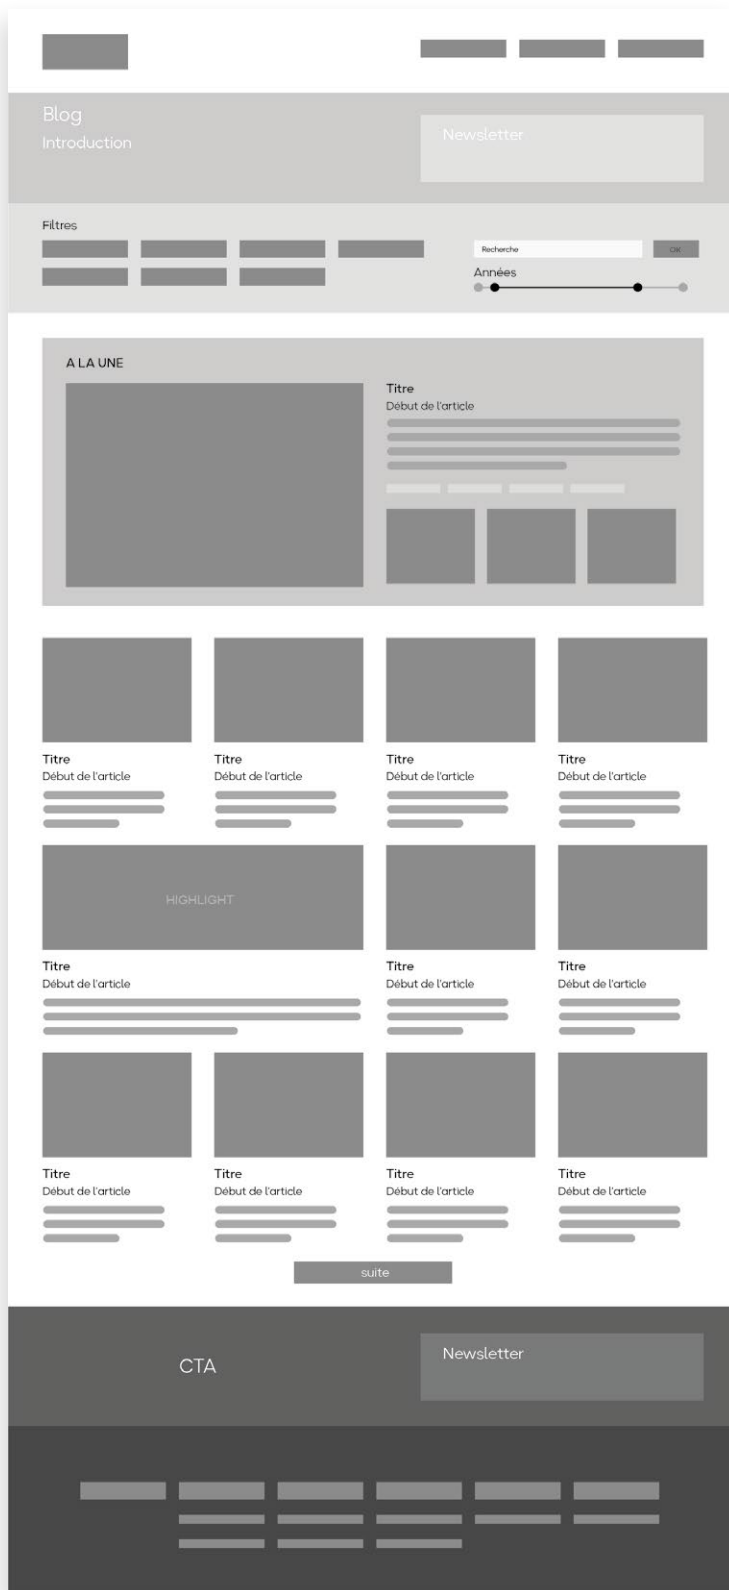 Blog
Introduction
Newsletter
Filtres
Recherche
OK
Années
A LA UNE
Titre
Début de l'article
Titre
Début de l'article
Titre
Début de l'article
Titre
Début de l'article
Titre
Début de l'article
HIGHLIGHT
Titre
Début de l'article
Titre
Début de l'article
Titre
Début de l'article
Titre
Début de l'article
Titre
Début de l'article
Titre
Début de l'article
Titre
Début de l'article
suite
CTA
Newsletter